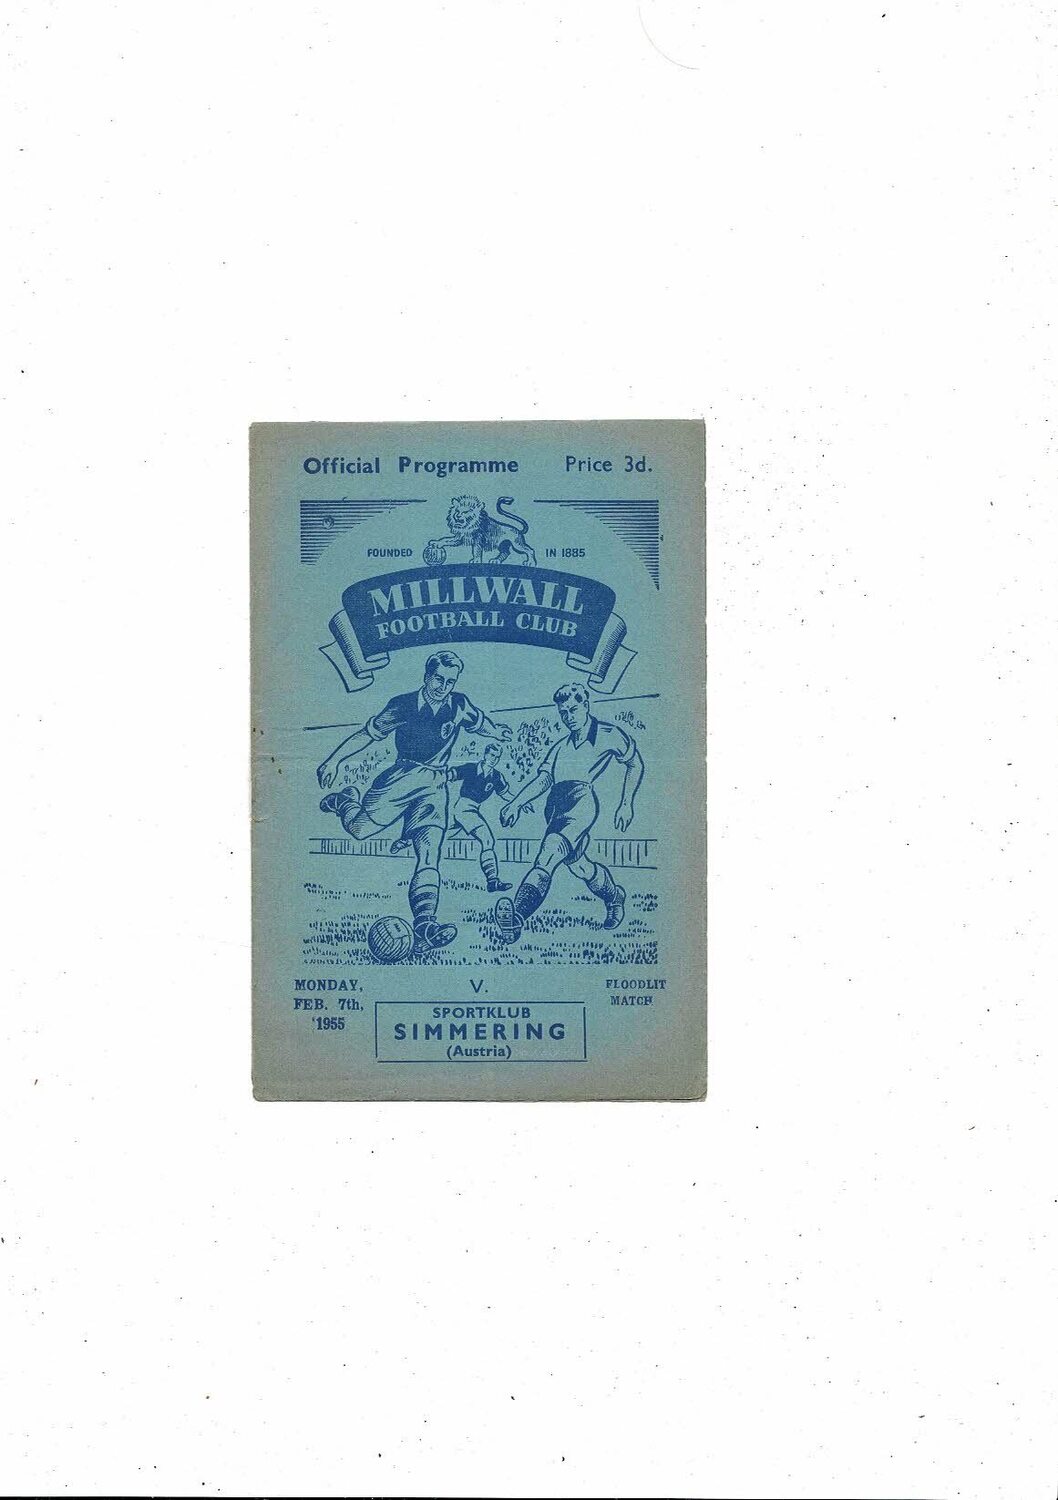 Official Programme Price 3d.
FOUNDED IN 1885
MILLWALL
FOOTBALL CLUB
MONDAY,
FEB. 7th,
'1955
V.
SPORTKLUB
SIMMERING
(Austria)
FLOODLIT
MATCH